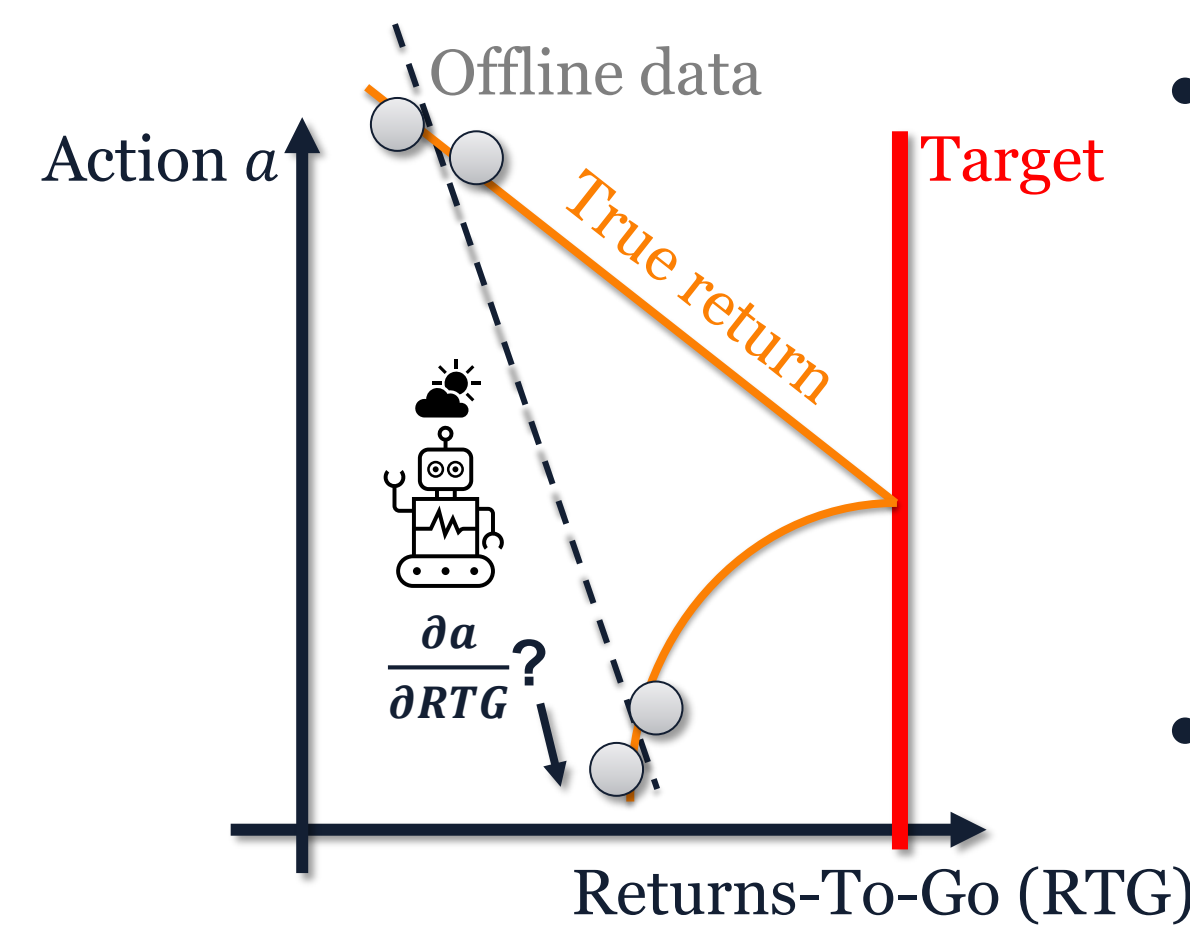 Offline data
Action a
Target
True return
∂a
∂RTG
?
Returns-To-Go (RTG)